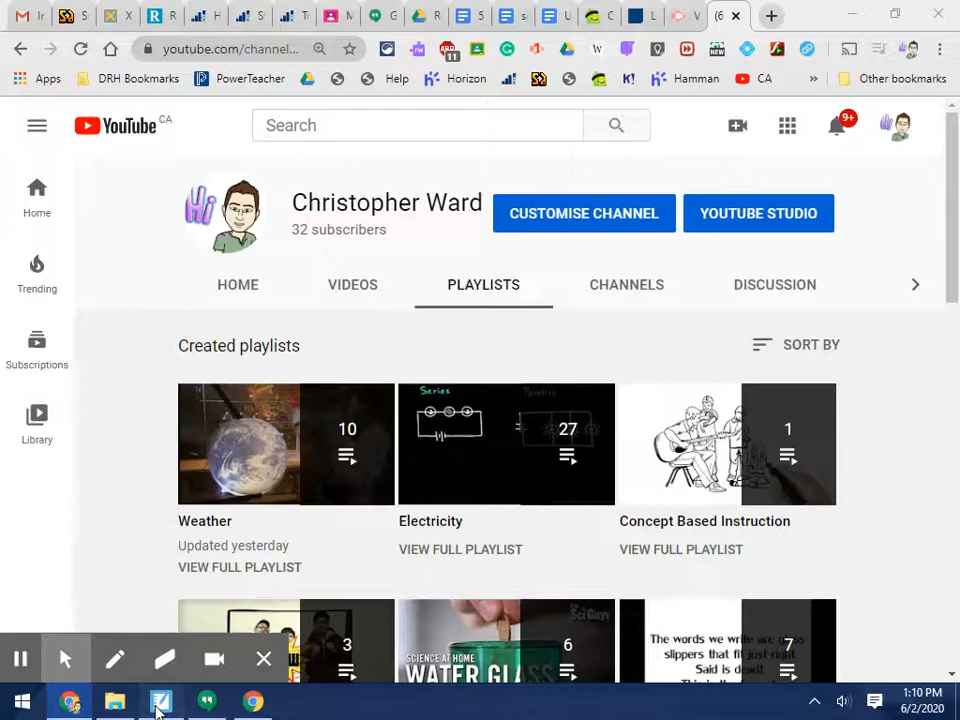 youtube.com/channel...
11
NEW
Apps
DRH Bookmarks
PowerTeacher
Help
Horizon
K!
Hamman
CA
»
Other bookmarks
YouTube CA
Search
9+
Home
Trending
Subscriptions
Library
Hi
Christopher Ward
32 subscribers
CUSTOMISE CHANNEL
YOUTUBE STUDIO
HOME
VIDEOS
PLAYLISTS
CHANNELS
DISCUSSION
Created playlists
SORT BY
10
Series
27
1
Weather
Electricity
Concept Based Instruction
Updated yesterday
VIEW FULL PLAYLIST
VIEW FULL PLAYLIST
VIEW FULL PLAYLIST
3
SCIENCE AT HOME
WATER GLASS
6
The words we write are glass
slippers that fit just right
Said is dead!
7
1:10 PM
6/2/2020